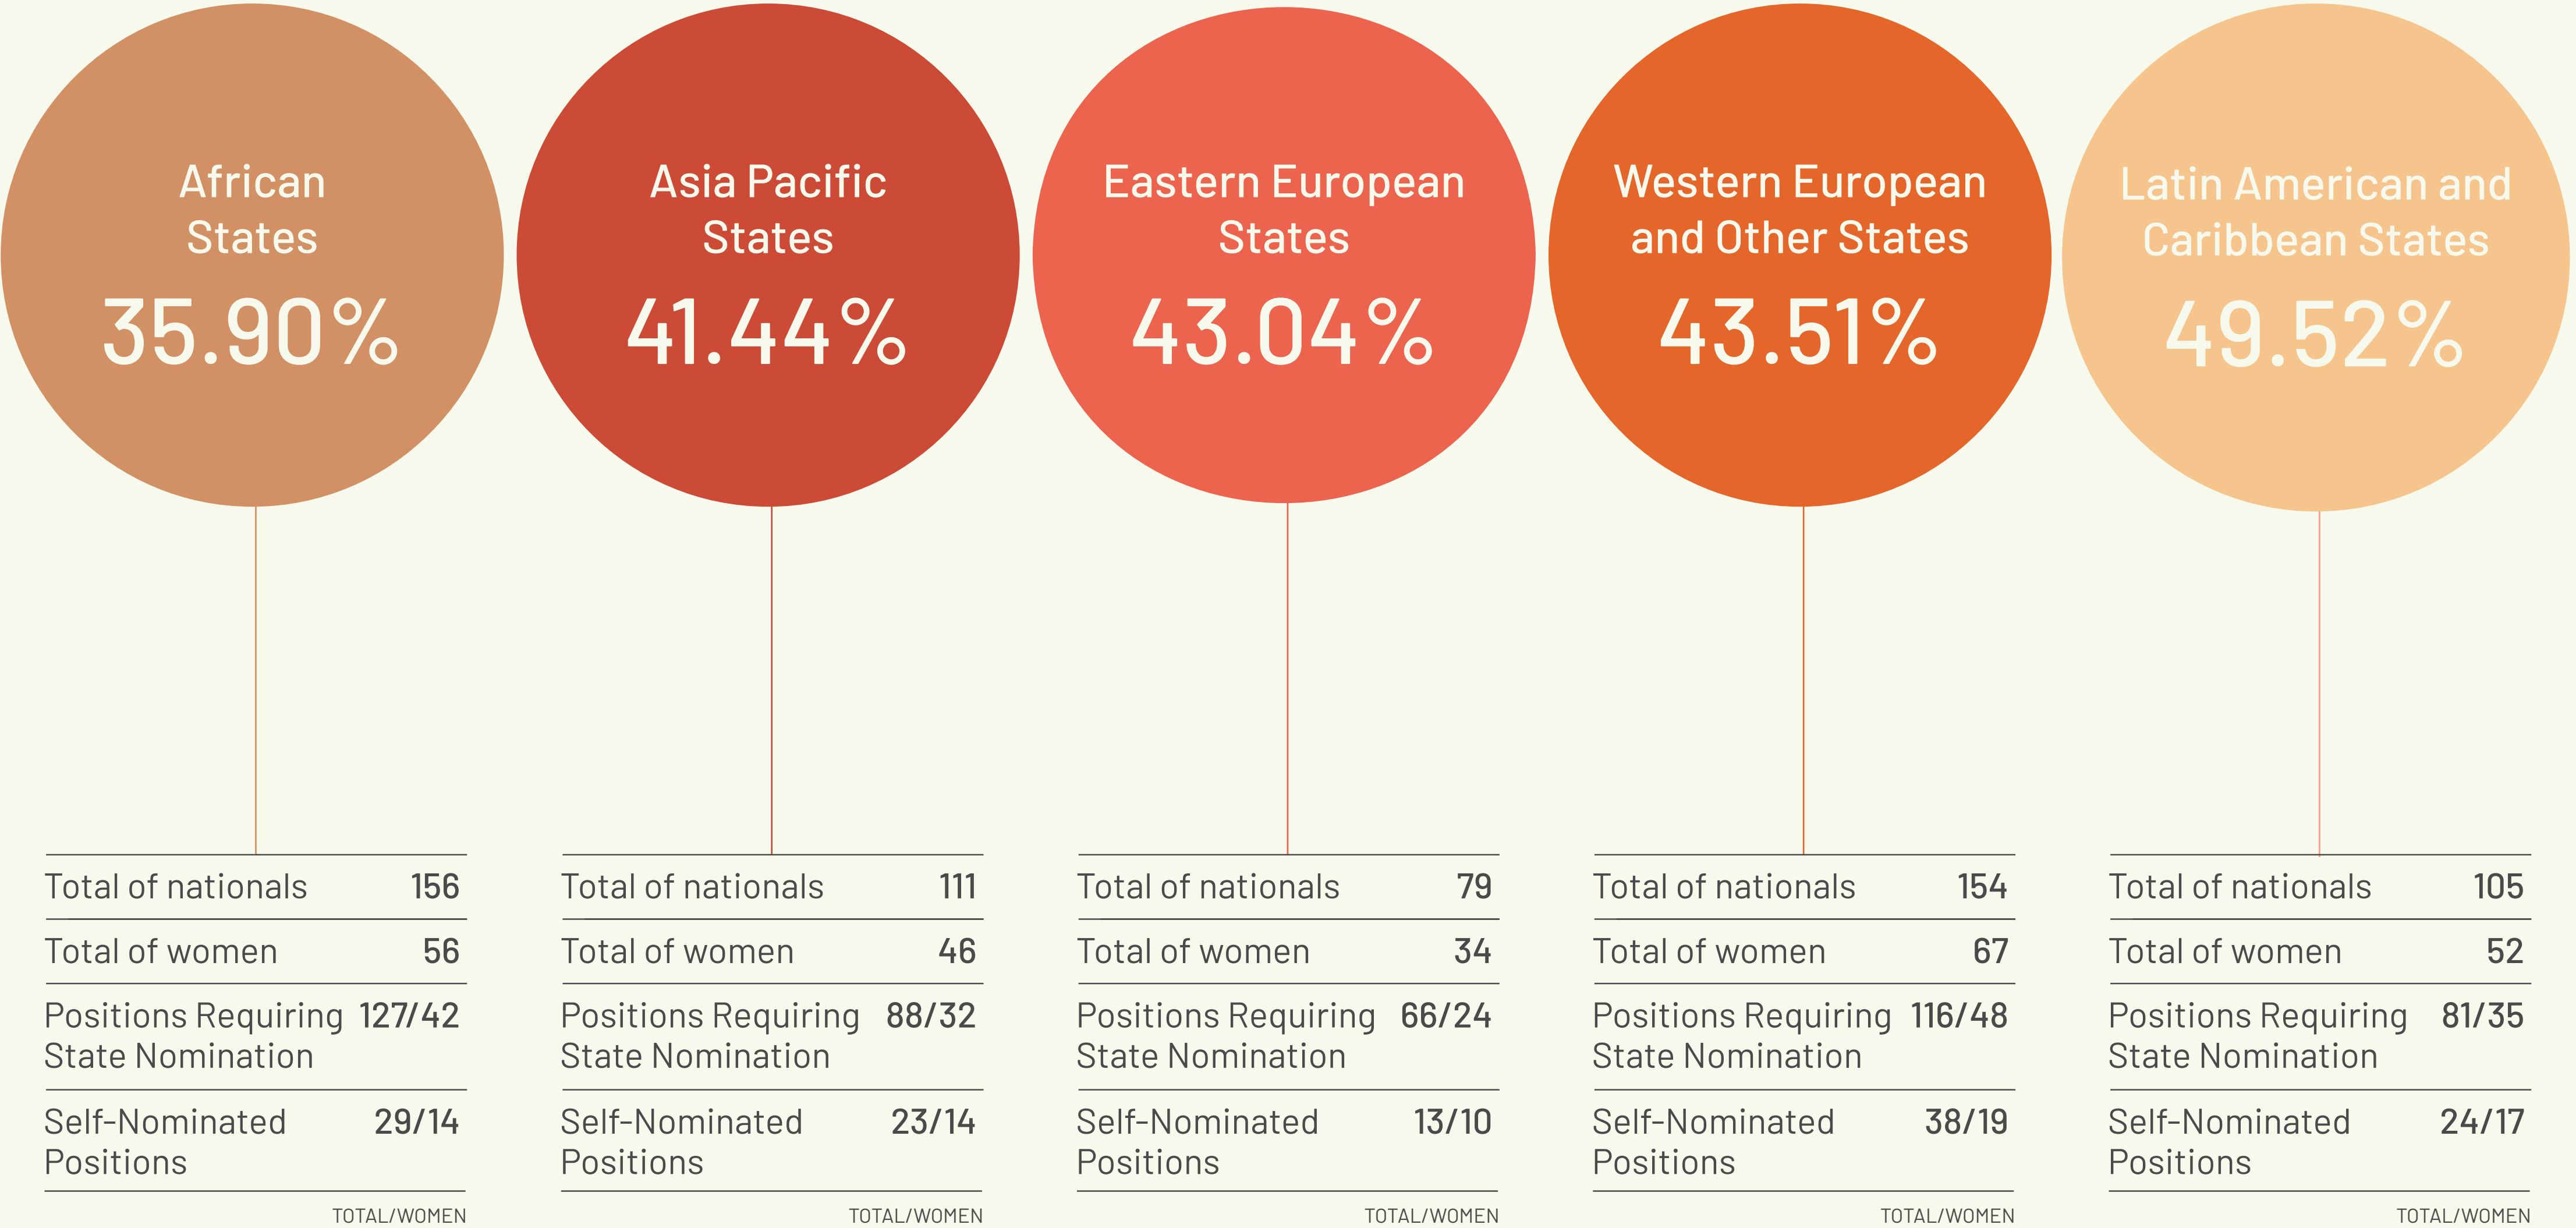 African
States
35.90%
Total of nationals 156
Total of women 56
Positions Requiring 127/42
State Nomination
Self-Nominated 29/14
Positions
TOTAL/WOMEN
Asia Pacific
States
41.44%
Total of nationals 111
Total of women 46
Positions Requiring 88/32
State Nomination
Self-Nominated 23/14
Positions
TOTAL/WOMEN
Eastern European
States
43.04%
Total of nationals 79
Total of women 34
Positions Requiring 66/24
State Nomination
Self-Nominated 13/10
Positions
TOTAL/WOMEN
Western European
and Other States
43.51%
Total of nationals 154
Total of women 67
Positions Requiring 116/48
State Nomination
Self-Nominated 38/19
Positions
TOTAL/WOMEN
Latin American and
Caribbean States
49.52%
Total of nationals 105
Total of women 52
Positions Requiring 81/35
State Nomination
Self-Nominated 24/17
Positions
TOTAL/WOMEN